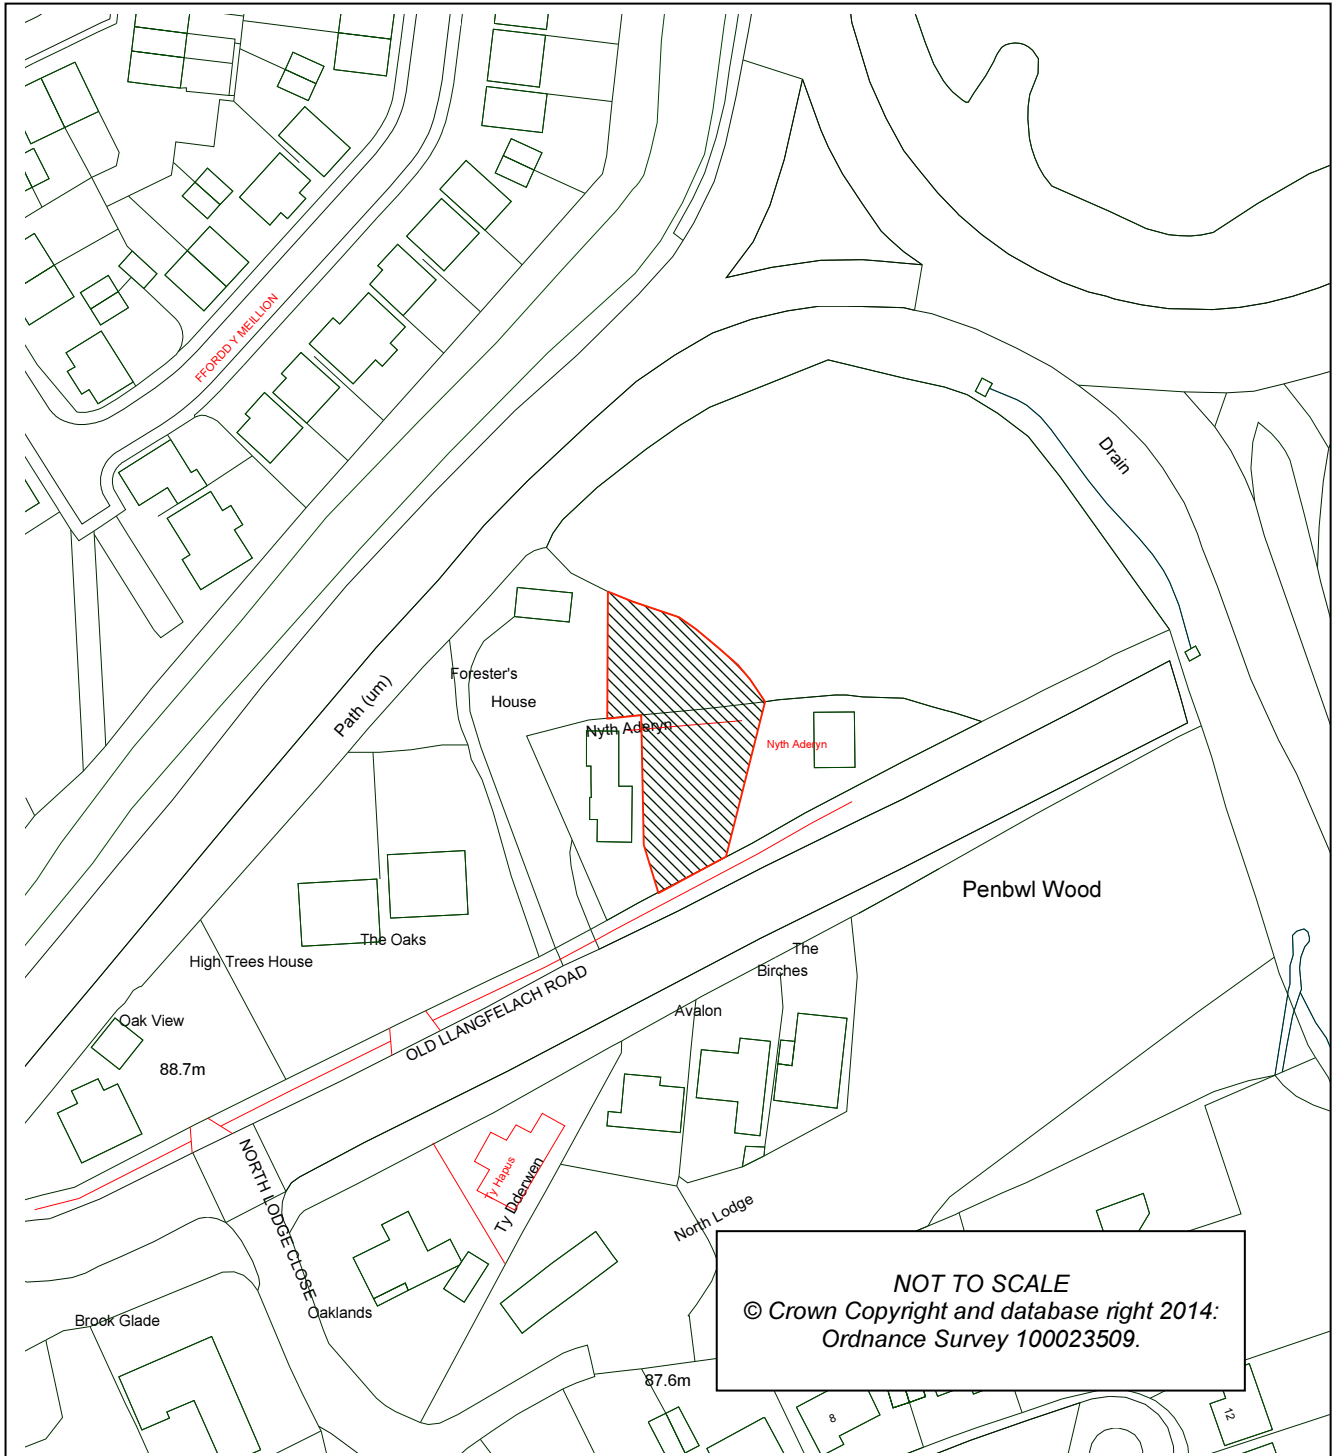 FFORDD Y MEILLION
Drain
Path (um)
Forester's
House
Nyth Aderyn
Nyth Aderyn
Penbwl Wood
The Oaks
High Trees House
OLD LLANGFELACH ROAD
The
Birches
Avalon
Oak View
88.7m
NORTH LODGE CLOSE
Ty Hapus
Ty Dderwen
North Lodge
Oaklands
Brook Glade
NOT TO SCALE
© Crown Copyright and database right 2014:
Ordnance Survey 100023509.
87.6m
8
12